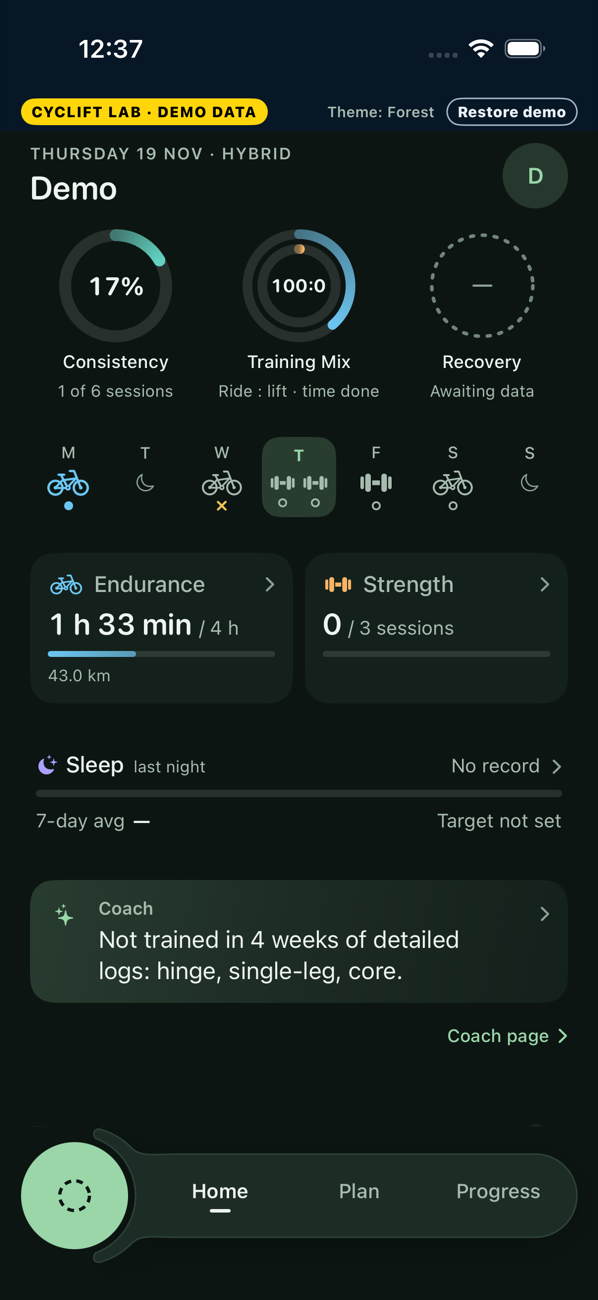 12:37
CYCLIFT LAB · DEMO DATA
Theme: Forest
Restore demo
THURSDAY 19 NOV · HYBRID
Demo
D
17%
100:0
—
Consistency
Training Mix
Recovery
1 of 6 sessions
Ride : lift · time done
Awaiting data
M T W T F S S
Endurance
1 h 33 min / 4 h
43.0 km
Strength
0 / 3 sessions
Sleep last night
No record
7-day avg —
Target not set
Coach
Not trained in 4 weeks of detailed
logs: hinge, single-leg, core.
Coach page
Home
Plan
Progress